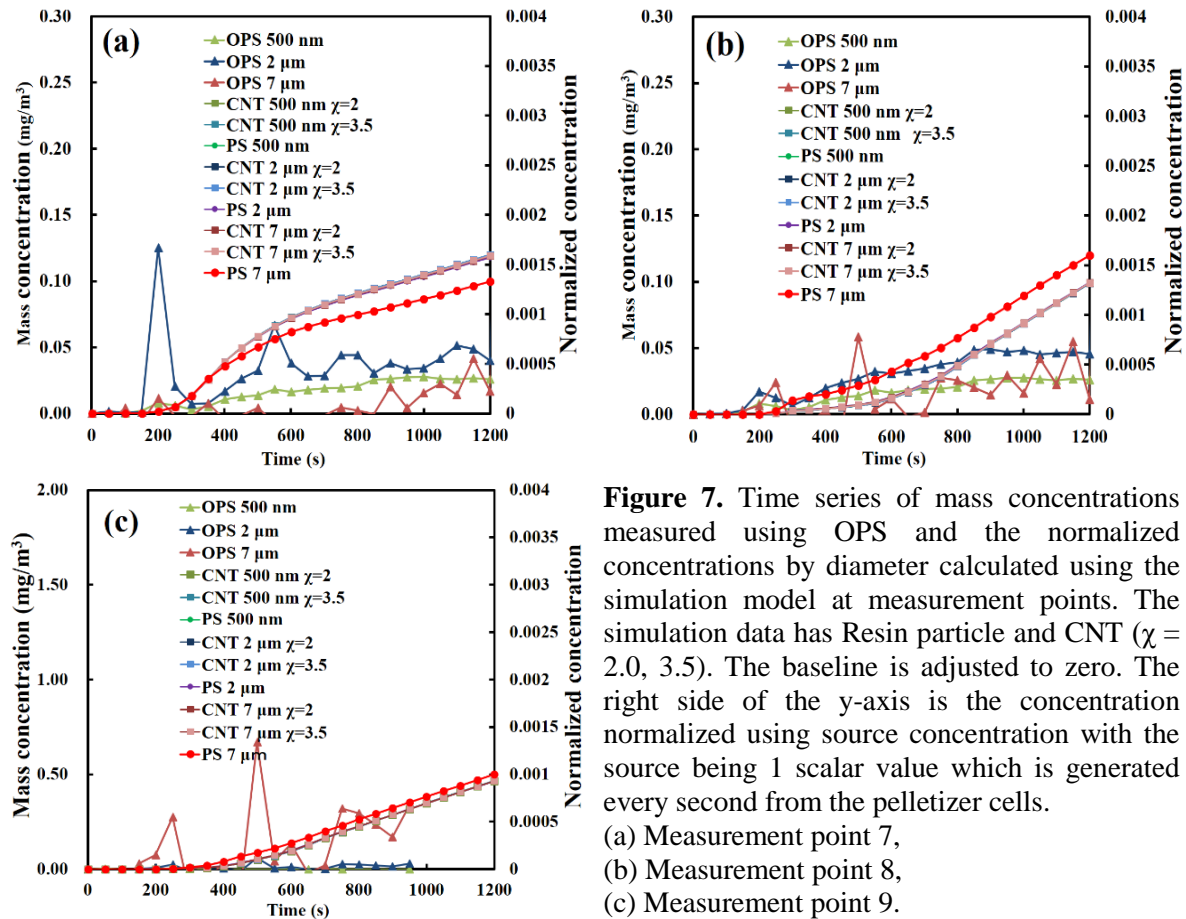 (a)
OPS 500 nm
OPS 2 µm
OPS 7 µm
CNT 500 nm χ=2
CNT 500 nm χ=3.5
PS 500 nm
CNT 2 µm χ=2
CNT 2 µm χ=3.5
PS 2 µm
CNT 7 µm χ=2
CNT 7 µm χ=3.5
PS 7 µm
Mass concentration (mg/m³)
0.30
0.25
0.20
0.15
0.10
0.05
0.00
Normalized concentration
0.004
0.0035
0.003
0.0025
0.002
0.0015
0.001
0.0005
0
0 200 400 600 800 1000 1200
Time (s)
(b)
OPS 500 nm
OPS 2 µm
OPS 7 µm
CNT 500 nm χ=2
CNT 500 nm χ=3.5
PS 500 nm
CNT 2 µm χ=2
CNT 2 µm χ=3.5
PS 2 µm
CNT 7 µm χ=2
CNT 7 µm χ=3.5
PS 7 µm
Mass concentration (mg/m³)
0.30
0.25
0.20
0.15
0.10
0.05
0.00
Normalized concentration
0.004
0.0035
0.003
0.0025
0.002
0.0015
0.001
0.0005
0
0 200 400 600 800 1000 1200
Time (s)
(c)
OPS 500 nm
OPS 2 µm
OPS 7 µm
CNT 500 nm χ=2
CNT 500 nm χ=3.5
PS 500 nm
CNT 2 µm χ=2
CNT 2 µm χ=3.5
PS 2 µm
CNT 7 µm χ=2
CNT 7 µm χ=3.5
PS 7 µm
Mass concentration (mg/m³)
2.00
1.50
1.00
0.50
0.00
Normalized concentration
0.004
0.0035
0.003
0.0025
0.002
0.0015
0.001
0.0005
0
0 200 400 600 800 1000 1200
Time (s)
Figure 7. Time series of mass concentrations
measured using OPS and the normalized
concentrations by diameter calculated using the
simulation model at measurement points. The
simulation data has Resin particle and CNT (χ =
2.0, 3.5). The baseline is adjusted to zero. The
right side of the y-axis is the concentration
normalized using source concentration with the
source being 1 scalar value which is generated
every second from the pelletizer cells.
(a) Measurement point 7,
(b) Measurement point 8,
(c) Measurement point 9.